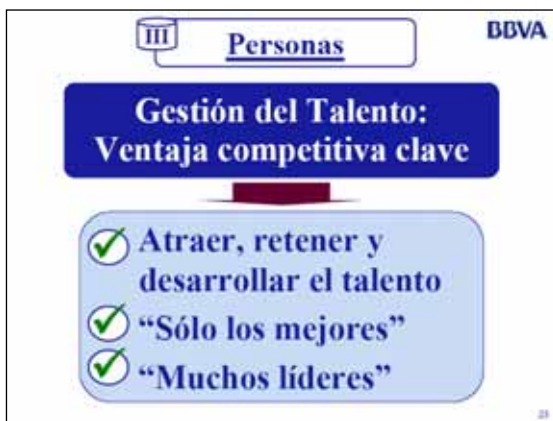 III
Personas
BBVA
Gestión del Talento:
Ventaja competitiva clave
Atraer, retener y
desarrollar el talento
“Sólo los mejores”
“Muchos líderes”